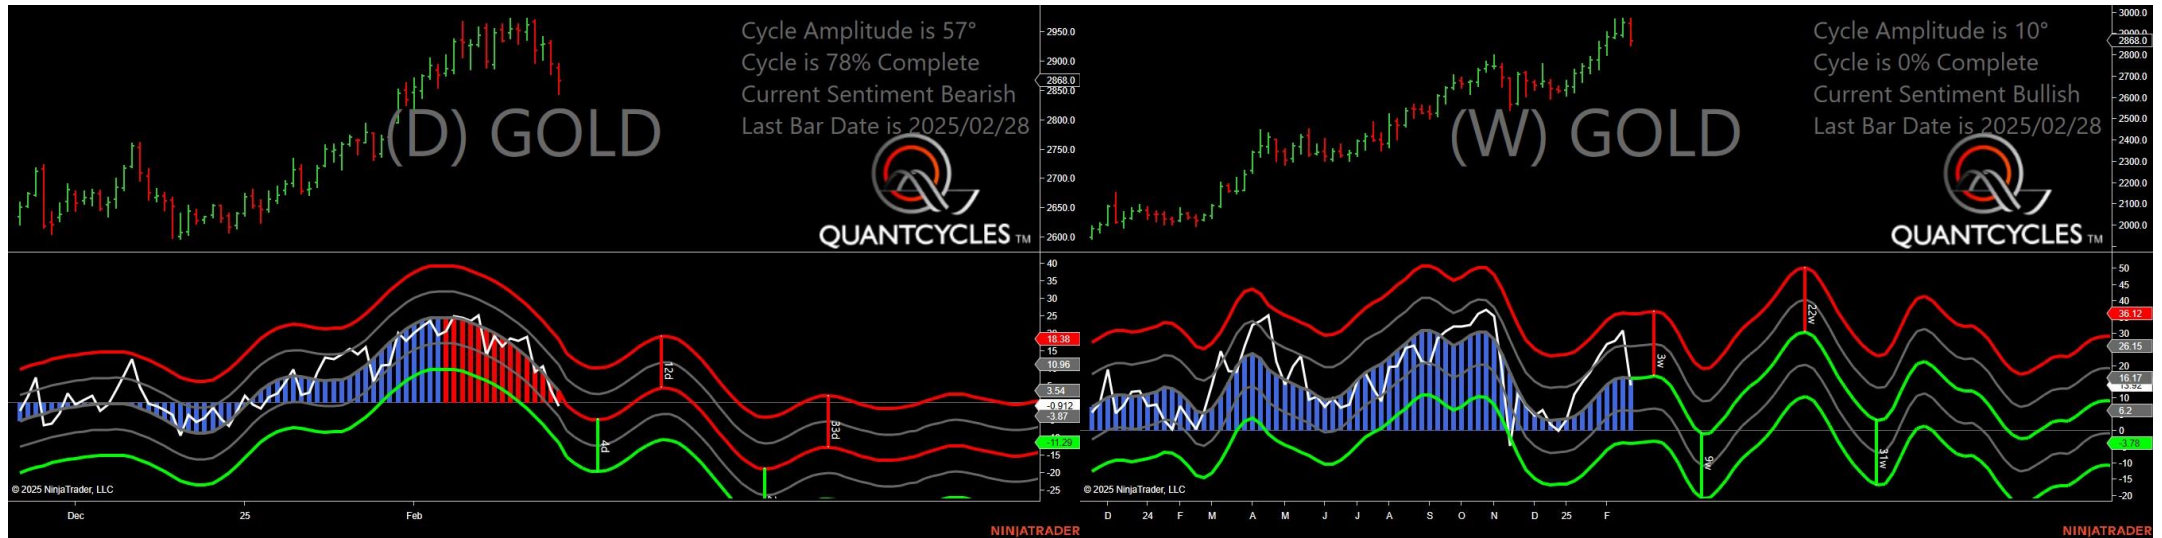 Cycle Amplitude is 57°
Cycle is 78% Complete
Current Sentiment Bearish
Last Bar Date is 2025/02/28
(D) GOLD
QUANTCYCLES TM
2950.0
2900.0
2868.0
2850.0
2800.0
2750.0
2700.0
2650.0
2600.0
40
35
30
25
18.38
15
10.96
3.54
-0.912
-3.87
-11.29
-15
-20
-25
12d
4d
33d
© 2025 NinjaTrader, LLC
Dec
25
Feb
NINJATRADER
Cycle Amplitude is 10°
Cycle is 0% Complete
Current Sentiment Bullish
Last Bar Date is 2025/02/28
(W) GOLD
QUANTCYCLES TM
3000.0
2868.0
2800.0
2700.0
2600.0
2500.0
2400.0
2300.0
2200.0
2100.0
2000.0
50
45
40
36.12
30
26.15
20
16.17
13.92
6.2
0
-3.78
-10
-15
-20
3w
9w
22w
31w
© 2025 NinjaTrader, LLC
D 24 F M A M J J A S O N D 25 F
NINJATRADER